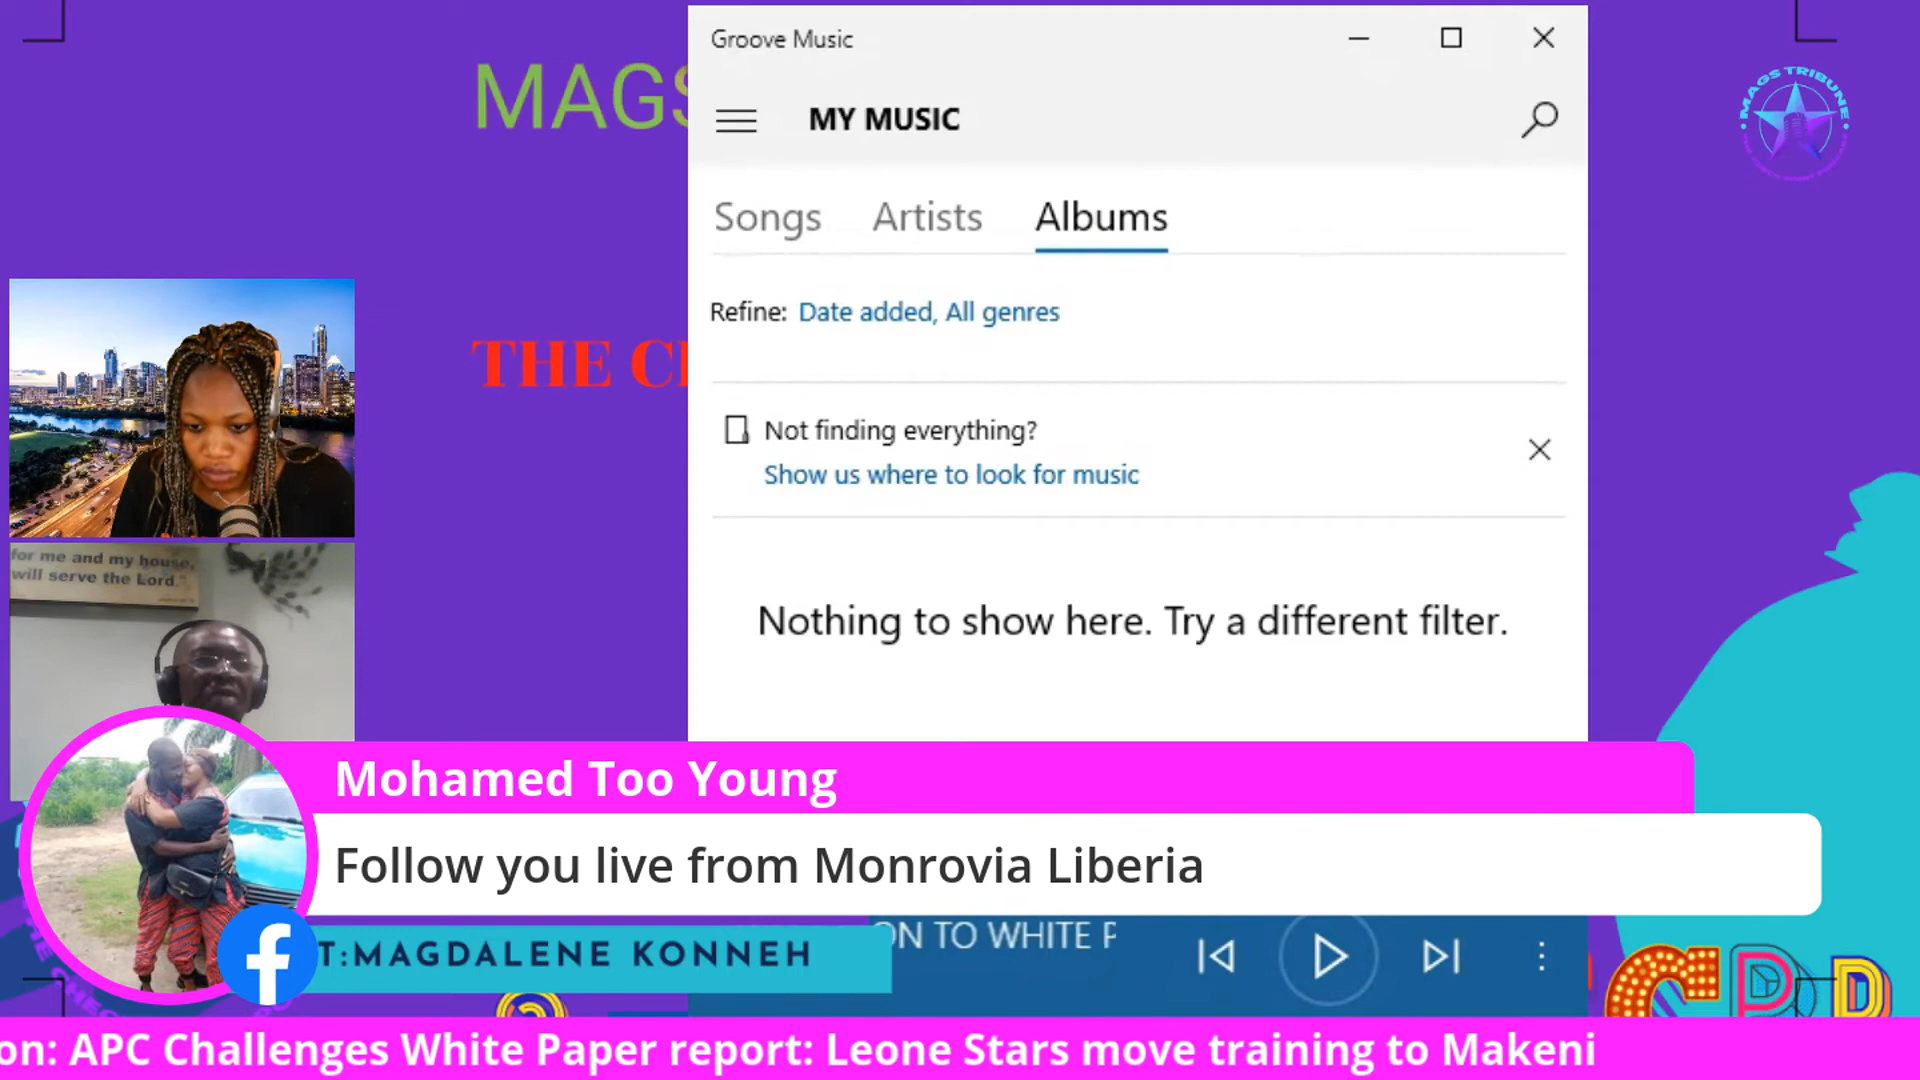 MAGS
Groove Music
MY MUSIC
MAGS TRIBUNE
Songs Artists Albums
Refine: Date added, All genres
THE
Not finding everything?
Show us where to look for music
for me and my house,
will serve the Lord."
Nothing to show here. Try a different filter.
Mohamed Too Young
Follow you live from Monrovia Liberia
ON TO WHITE P
T:MAGDALENE KONNEH
on: APC Challenges White Paper report: Leone Stars move training to Makeni